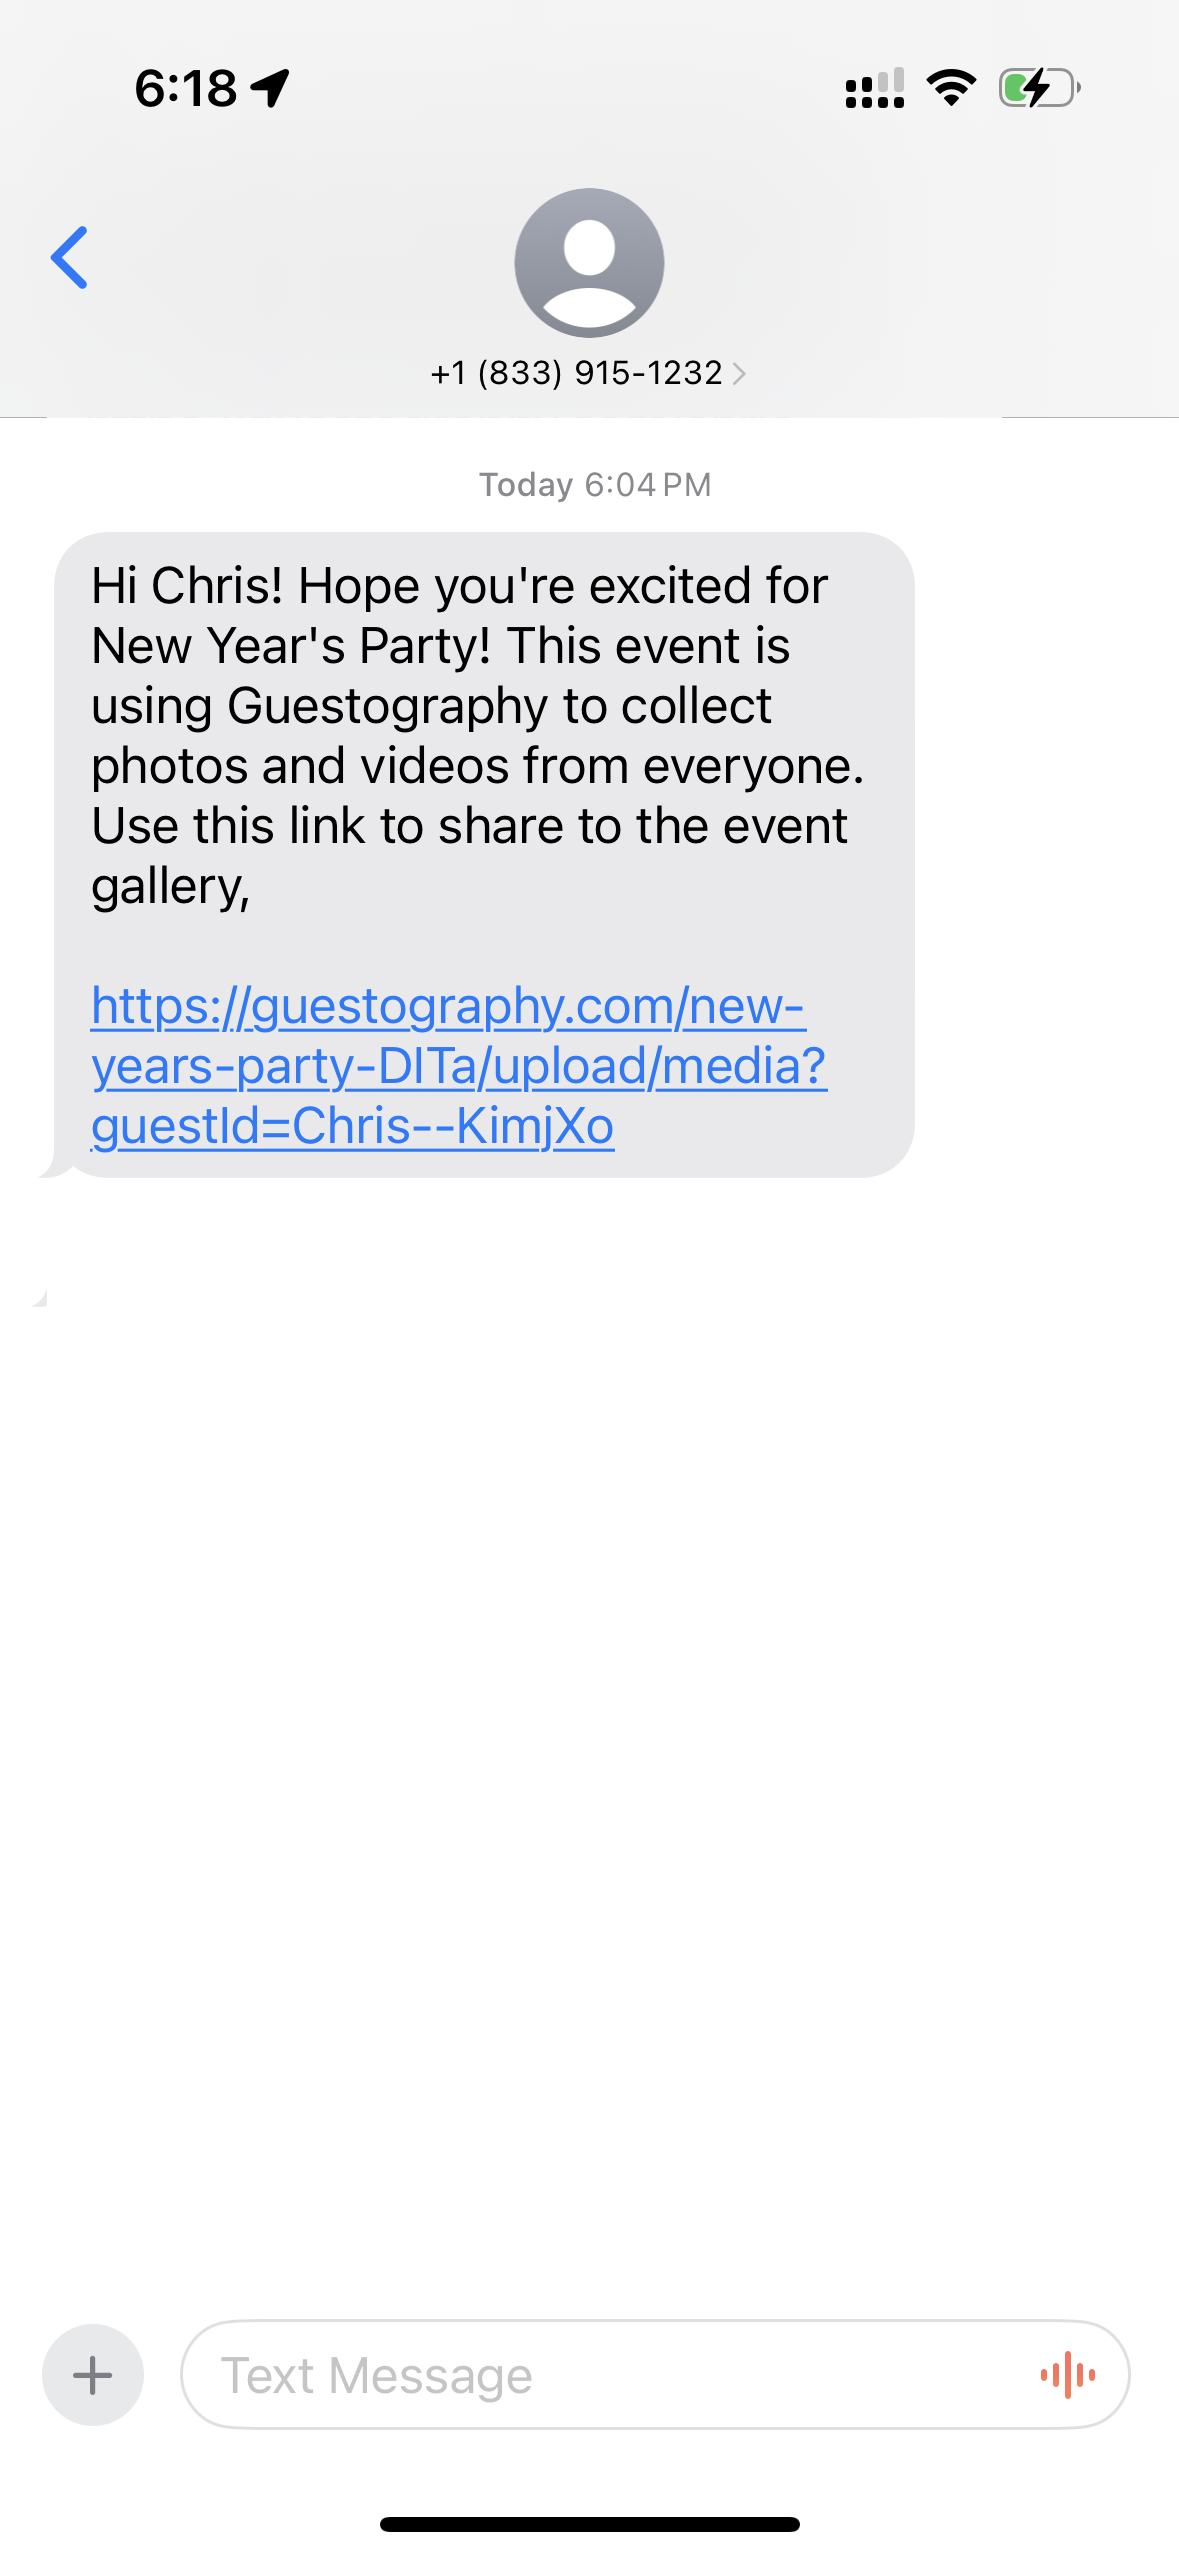 6:18
+1 (833) 915-1232
Today 6:04 PM
Hi Chris! Hope you're excited for
New Year's Party! This event is
using Guestography to collect
photos and videos from everyone.
Use this link to share to the event
gallery,
https://guestography.com/new-
years-party-DITa/upload/media?
guestId=Chris--KimjXo
Text Message